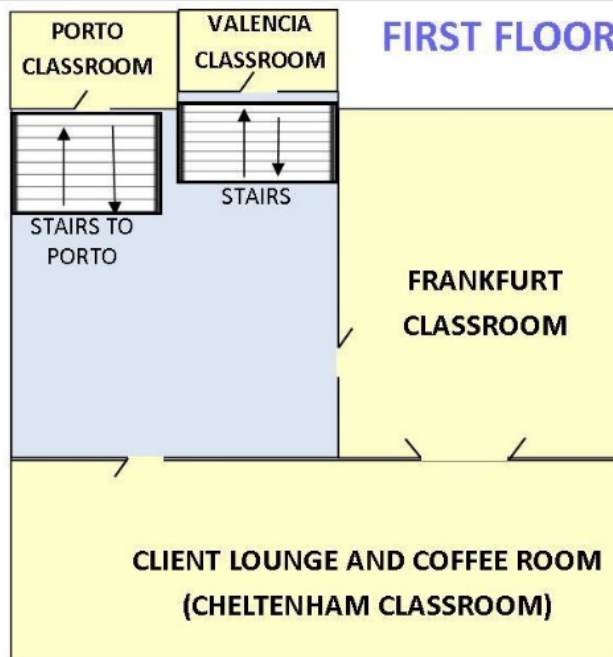 PORTO
CLASSROOM
VALENCIA
CLASSROOM
FIRST FLOOR
STAIRS TO
PORTO
STAIRS
FRANKFURT
CLASSROOM
CLIENT LOUNGE AND COFFEE ROOM
(CHELTENHAM CLASSROOM)